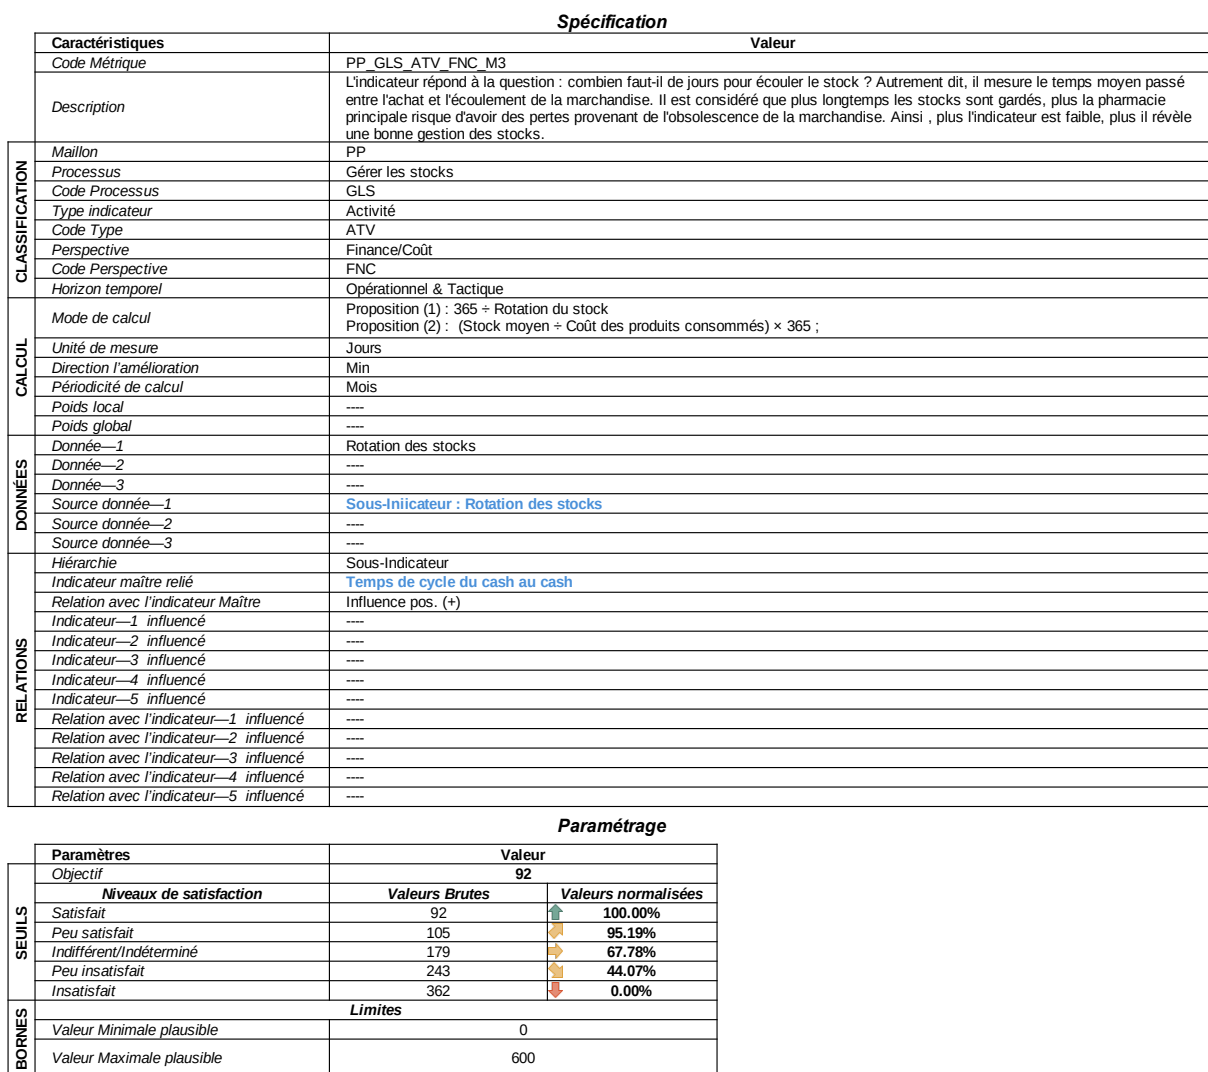 Spécification
Caractéristiques Valeur
Code Métrique PP_GLS_ATV_FNC_M3
Description
L'indicateur répond à la question : combien faut-il de jours pour écouler le stock ? Autrement dit, il mesure le temps moyen passé
entre l'achat et l'écoulement de la marchandise. Il est considéré que plus longtemps les stocks sont gardés, plus la pharmacie
principale risque d'avoir des pertes provenant de l'obsolescence de la marchandise. Ainsi , plus l'indicateur est faible, plus il révèle
une bonne gestion des stocks.
CLASSIFICATION
Maillon PP
Processus Gérer les stocks
Code Processus GLS
Type indicateur Activité
Code Type ATV
Perspective Finance/Coût
Code Perspective FNC
Horizon temporel Opérationnel & Tactique
CALCUL
Mode de calcul
Proposition (1) : 365 ÷ Rotation du stock
Proposition (2) : (Stock moyen ÷ Coût des produits consommés) × 365 ;
Unité de mesure Jours
Direction l'amélioration Min
Périodicité de calcul Mois
Poids local ----
Poids global ----
DONNÉES
Donnée—1 Rotation des stocks
Donnée—2 ----
Donnée—3 ----
Source donnée—1 Sous-Iniicateur : Rotation des stocks
Source donnée—2 ----
Source donnée—3 ----
RELATIONS
Hiérarchie Sous-Indicateur
Indicateur maître relié Temps de cycle du cash au cash
Relation avec l'indicateur Maître Influence pos. (+)
Indicateur—1 influencé ----
Indicateur—2 influencé ----
Indicateur—3 influencé ----
Indicateur—4 influencé ----
Indicateur—5 influencé ----
Relation avec l'indicateur—1 influencé ----
Relation avec l'indicateur—2 influencé ----
Relation avec l'indicateur—3 influencé ----
Relation avec l'indicateur—4 influencé ----
Relation avec l'indicateur—5 influencé ----
Paramétrage
Paramètres Valeur
SEUILS
Objectif 92
Niveaux de satisfaction Valeurs Brutes Valeurs normalisées
Satisfait 92 100.00%
Peu satisfait 105 95.19%
Indifférent/Indéterminé 179 67.78%
Peu insatisfait 243 44.07%
Insatisfait 362 0.00%
BORNES
Limites
Valeur Minimale plausible 0
Valeur Maximale plausible 600